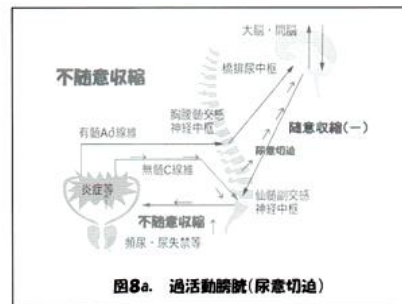 大脳・間脳
橋排尿中枢
不随意収縮
胸腰髄交感
神経中枢
有髄Ad線維
随意収縮(−)
尿意切迫
無髄C線維
炎症等
仙髄副交感
神経中枢
不随意収縮
頻尿・尿失禁等
図8a. 過活動膀胱(尿意切迫)